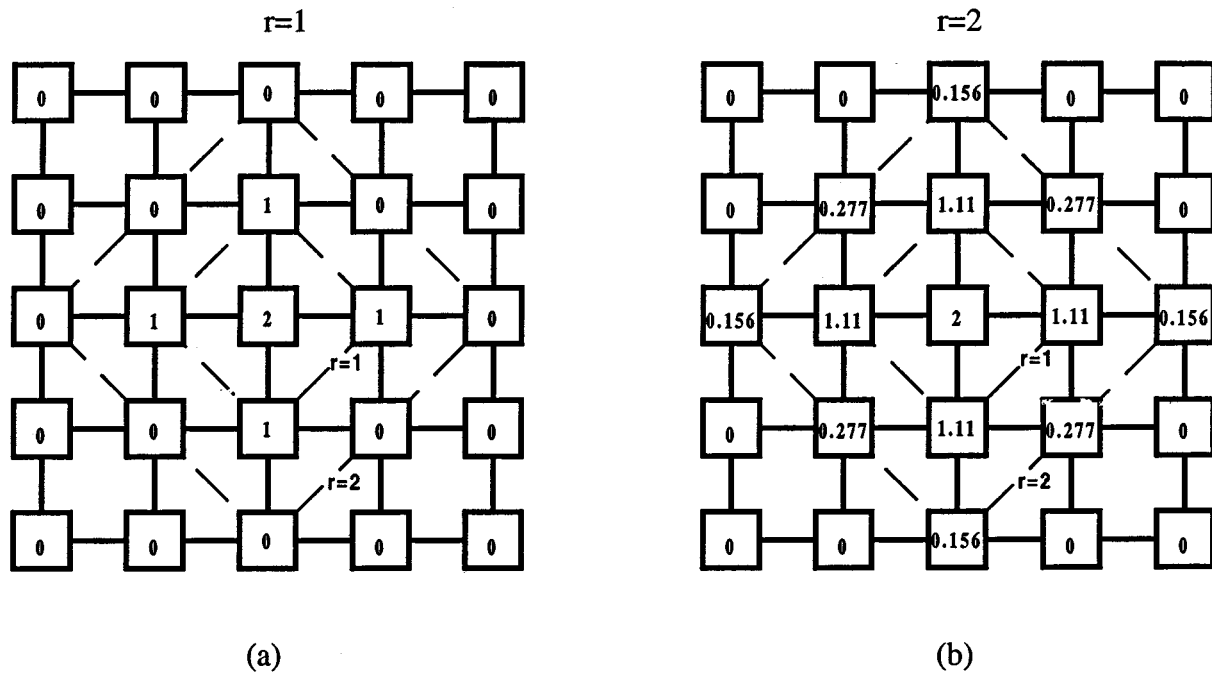 r=1
0 0 0 0 0
0 0 1 0 0
0 1 2 1 0
r=1
0 0 1 0 0
r=2
0 0 0 0 0
(a)
r=2
0 0 0.156 0 0
0 0.277 1.11 0.277 0
0.156 1.11 2 1.11 0.156
r=1
0 0.277 1.11 0.277 0
r=2
0 0 0.156 0 0
(b)